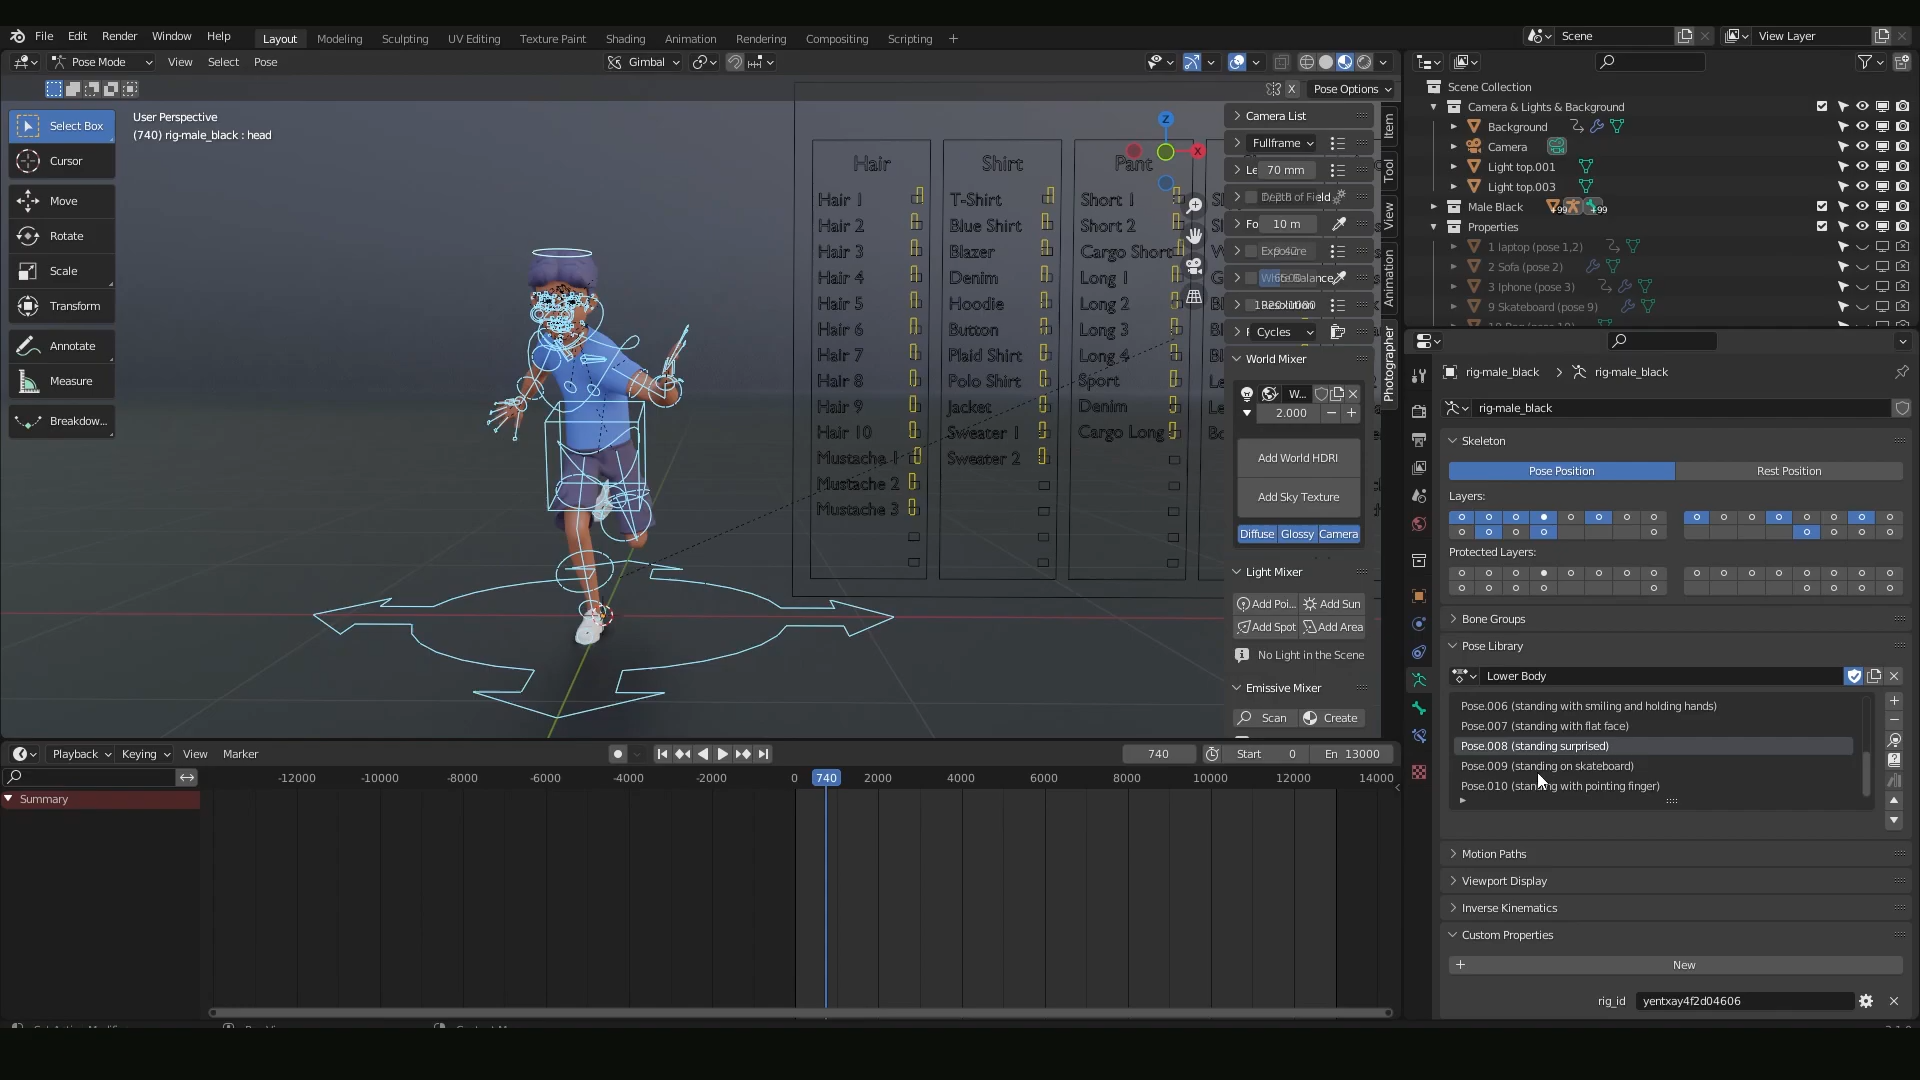 File Edit Render Window Help Layout Modeling Sculpting UV Editing Texture Paint Shading Animation Rendering Compositing Scripting +
Scene
View Layer
Pose Mode View Select Pose
Gimbal
X Pose Options
Select Box
Cursor
Move
Rotate
Scale
Transform
Annotate
Measure
Breakdow...
User Perspective
(740) rig-male_black : head
Hair
Hair 1
Hair 2
Hair 3
Hair 4
Hair 5
Hair 6
Hair 7
Hair 8
Hair 9
Hair 10
Mustache 1
Mustache 2
Mustache 3
Shirt
T-Shirt
Blue Shirt
Blazer
Denim
Hoodie
Button
Plaid Shirt
Polo Shirt
Jacket
Sweater 1
Sweater 2
Pant
Short 1
Short 2
Cargo Short
Long 1
Long 2
Long 3
Long 4
Sport
Denim
Cargo Long
Z
X
Camera List
Fullframe
Le 70 mm
Depth of Field
Fo 10 m
Exposure
White Balance
Resolution
Cycles
World Mixer
W...
2.000
Add World HDRI
Add Sky Texture
Diffuse Glossy Camera
Light Mixer
Add Poi... Add Sun
Add Spot Add Area
No Light in the Scene
Emissive Mixer
Scan Create
Item
Tool
View
Animation
Photographer
Scene Collection
Camera & Lights & Background
Background
Camera
Light top.001
Light top.003
Male Black +99 +99
Properties
1 laptop (pose 1,2)
2 Sofa (pose 2)
3 Iphone (pose 3)
9 Skateboard (pose 9)
rig-male_black > rig-male_black
rig-male_black
Skeleton
Pose Position Rest Position
Layers:
Protected Layers:
Bone Groups
Pose Library
Lower Body
Pose.006 (standing with smiling and holding hands)
Pose.007 (standing with flat face)
Pose.008 (standing surprised)
Pose.009 (standing on skateboard)
Pose.010 (standing with pointing finger)
Motion Paths
Viewport Display
Inverse Kinematics
Custom Properties
+ New
rig_id yentxay4f2d04606
Playback Keying View Marker
740
Start 0
En 13000
-12000 -10000 -8000 -6000 -4000 -2000 0 740 2000 4000 6000 8000 10000 12000 14000
Summary